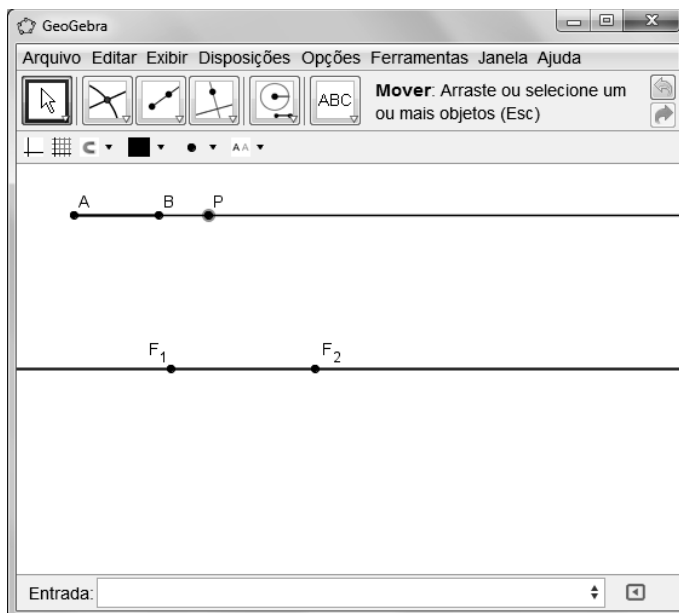 GeoGebra
Arquivo Editar Exibir Disposições Opções Ferramentas Janela Ajuda
ABC
Mover: Arraste ou selecione um
ou mais objetos (Esc)
A A
A B P
F1 F2
Entrada: